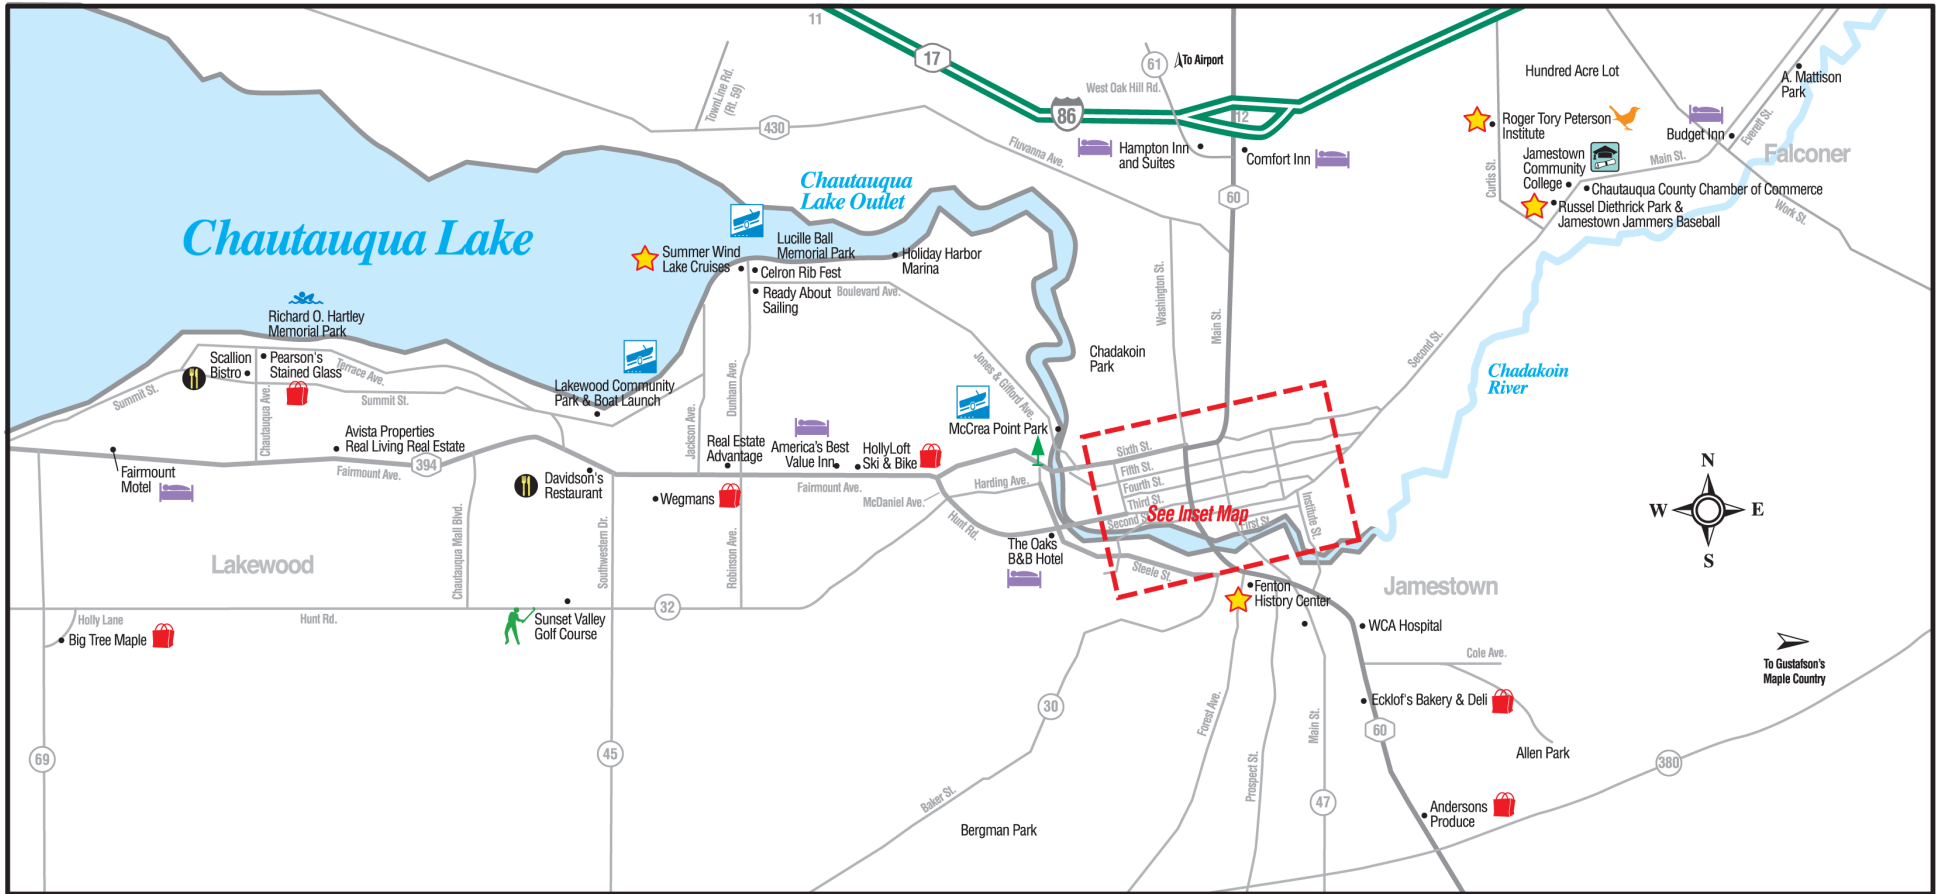 11
17
86
12
61
To Airport
West Oak Hill Rd.
TownLine Rd.
(Rt. 59)
430
Fluvanna Ave.
Hampton Inn
and Suites
Comfort Inn
60
Hundred Acre Lot
A. Mattison
Park
Roger Tory Peterson
Institute
Budget Inn
Everett St.
Falconer
Jamestown
Community
College
Main St.
Curtis St.
Chautauqua County Chamber of Commerce
Russel Diethrick Park &
Jamestown Jammers Baseball
Work St.
Chautauqua Lake
Chautauqua
Lake Outlet
Summer Wind
Lake Cruises
Lucille Ball
Memorial Park
Holiday Harbor
Marina
Celron Rib Fest
Ready About
Sailing
Boulevard Ave.
Washington St.
Main St.
Second St.
Chadakoin
River
Chadakoin
Park
Jones & Gifford Ave.
Richard O. Hartley
Memorial Park
Scallion
Bistro
Pearson's
Stained Glass
Terrace Ave.
Summit St.
Summit St.
Chautauqua Ave.
Lakewood Community
Park & Boat Launch
Jackson Ave.
Dunham Ave.
McCrea Point Park
Avista Properties
Real Living Real Estate
394
Fairmount Ave.
Fairmount
Motel
Davidson's
Restaurant
Real Estate
Advantage
America's Best
Value Inn
HollyLoft
Ski & Bike
Wegmans
Fairmount Ave.
McDaniel Ave.
Harding Ave.
Hunt Rd.
The Oaks
B&B Hotel
Sixth St.
Fifth St.
Fourth St.
Third St.
Second St.
See Inset Map
First St.
Institute St.
Steele St.
N
W
E
S
Lakewood
Chautauqua Mall Blvd.
Southwestern Dr.
Robinson Ave.
Holly Lane
Hunt Rd.
32
Big Tree Maple
Sunset Valley
Golf Course
Fenton
History Center
Jamestown
WCA Hospital
Cole Ave.
To Gustafson's
Maple Country
Ecklof's Bakery & Deli
60
Allen Park
380
69
45
30
Forest Ave.
Main St.
Prospect St.
47
Baker St.
Bergman Park
Andersons
Produce